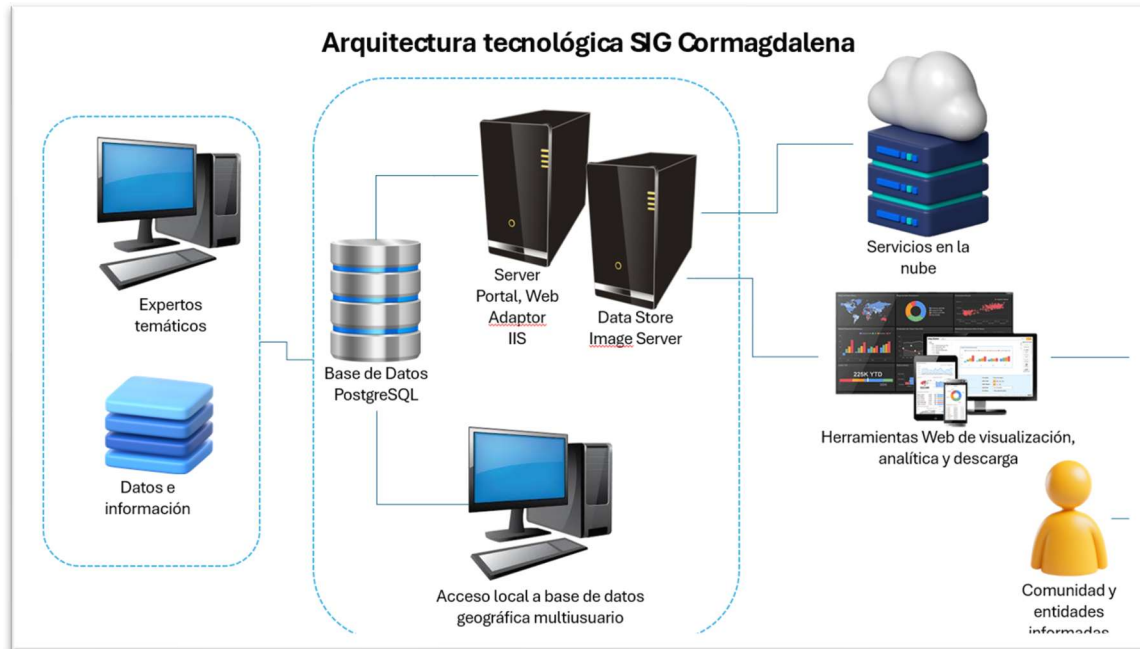 Arquitectura tecnológica SIG Cormagdalena
Expertos
temáticos
Datos e
información
Base de Datos
PostgreSQL
Server
Portal, Web
Adaptor
IIS
Data Store
Image Server
Acceso local a base de datos
geográfica multiusuario
Servicios en la
nube
225K YTD
Herramientas Web de visualización,
analítica y descarga
Comunidad y
entidades
informadas